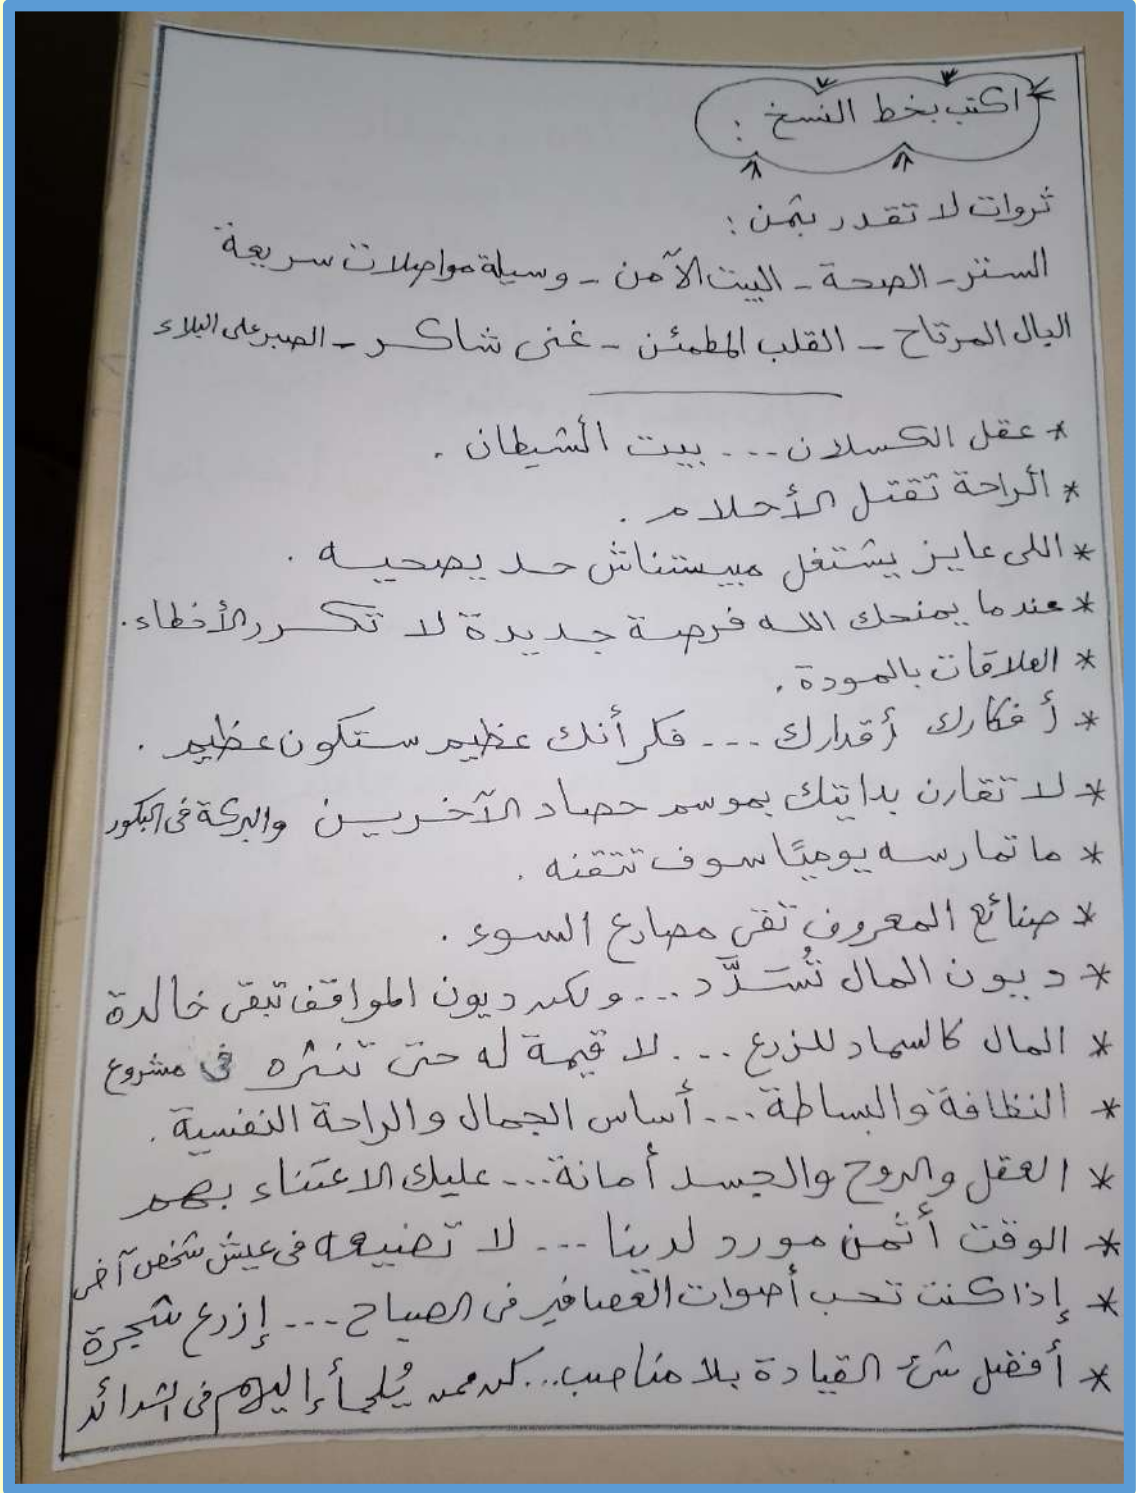 * اكتب بخط النسخ :
ثروات لا تقدر بثمن :
الستر - الصحة - البيت الآمن - وسيلة مواصلات سريعة
البال المرتاح - القلب المطمئن - غنى شاكر - الصبر على البلاء
* عقل الكسلان ... بيت الشيطان .
* الراحة تقتل الأحلام .
* اللى عايز يشتغل مبيستناش حد يصحيه .
* عندما يمنحك الله فرصة جديدة لا تكرر الأخطاء .
* العلاقات بالمودة .
* أفكارك أقدارك ... فكر أنك عظيم ستكون عظيم .
* لا تقارن بدايتك بموسم حصاد الآخرين والبركة فى البكور
* ما تمارسه يوميًا سوف تتقنه .
* صنائع المعروف تقى مصارع السوء .
* ديون المال تُسَدَّد ... ولكن ديون المواقف تبقى خالدة
* المال كالسماد للزرع ... لا قيمة له حتى تنثره فى مشروع
* النظافة والبساطة ... أساس الجمال والراحة النفسية .
* العقل والروح والجسد أمانة ... عليك الاعتناء بهم
* الوقت أثمن مورد لدينا ... لا تضيعه فى عيش شخص آخر
* إذا كنت تحب أصوات العصافير فى الصباح ... إزرع شجرة
* أفضل شئ القيادة بلا مناصب ... كن ممن يُلجأ إليهم فى الشدائد